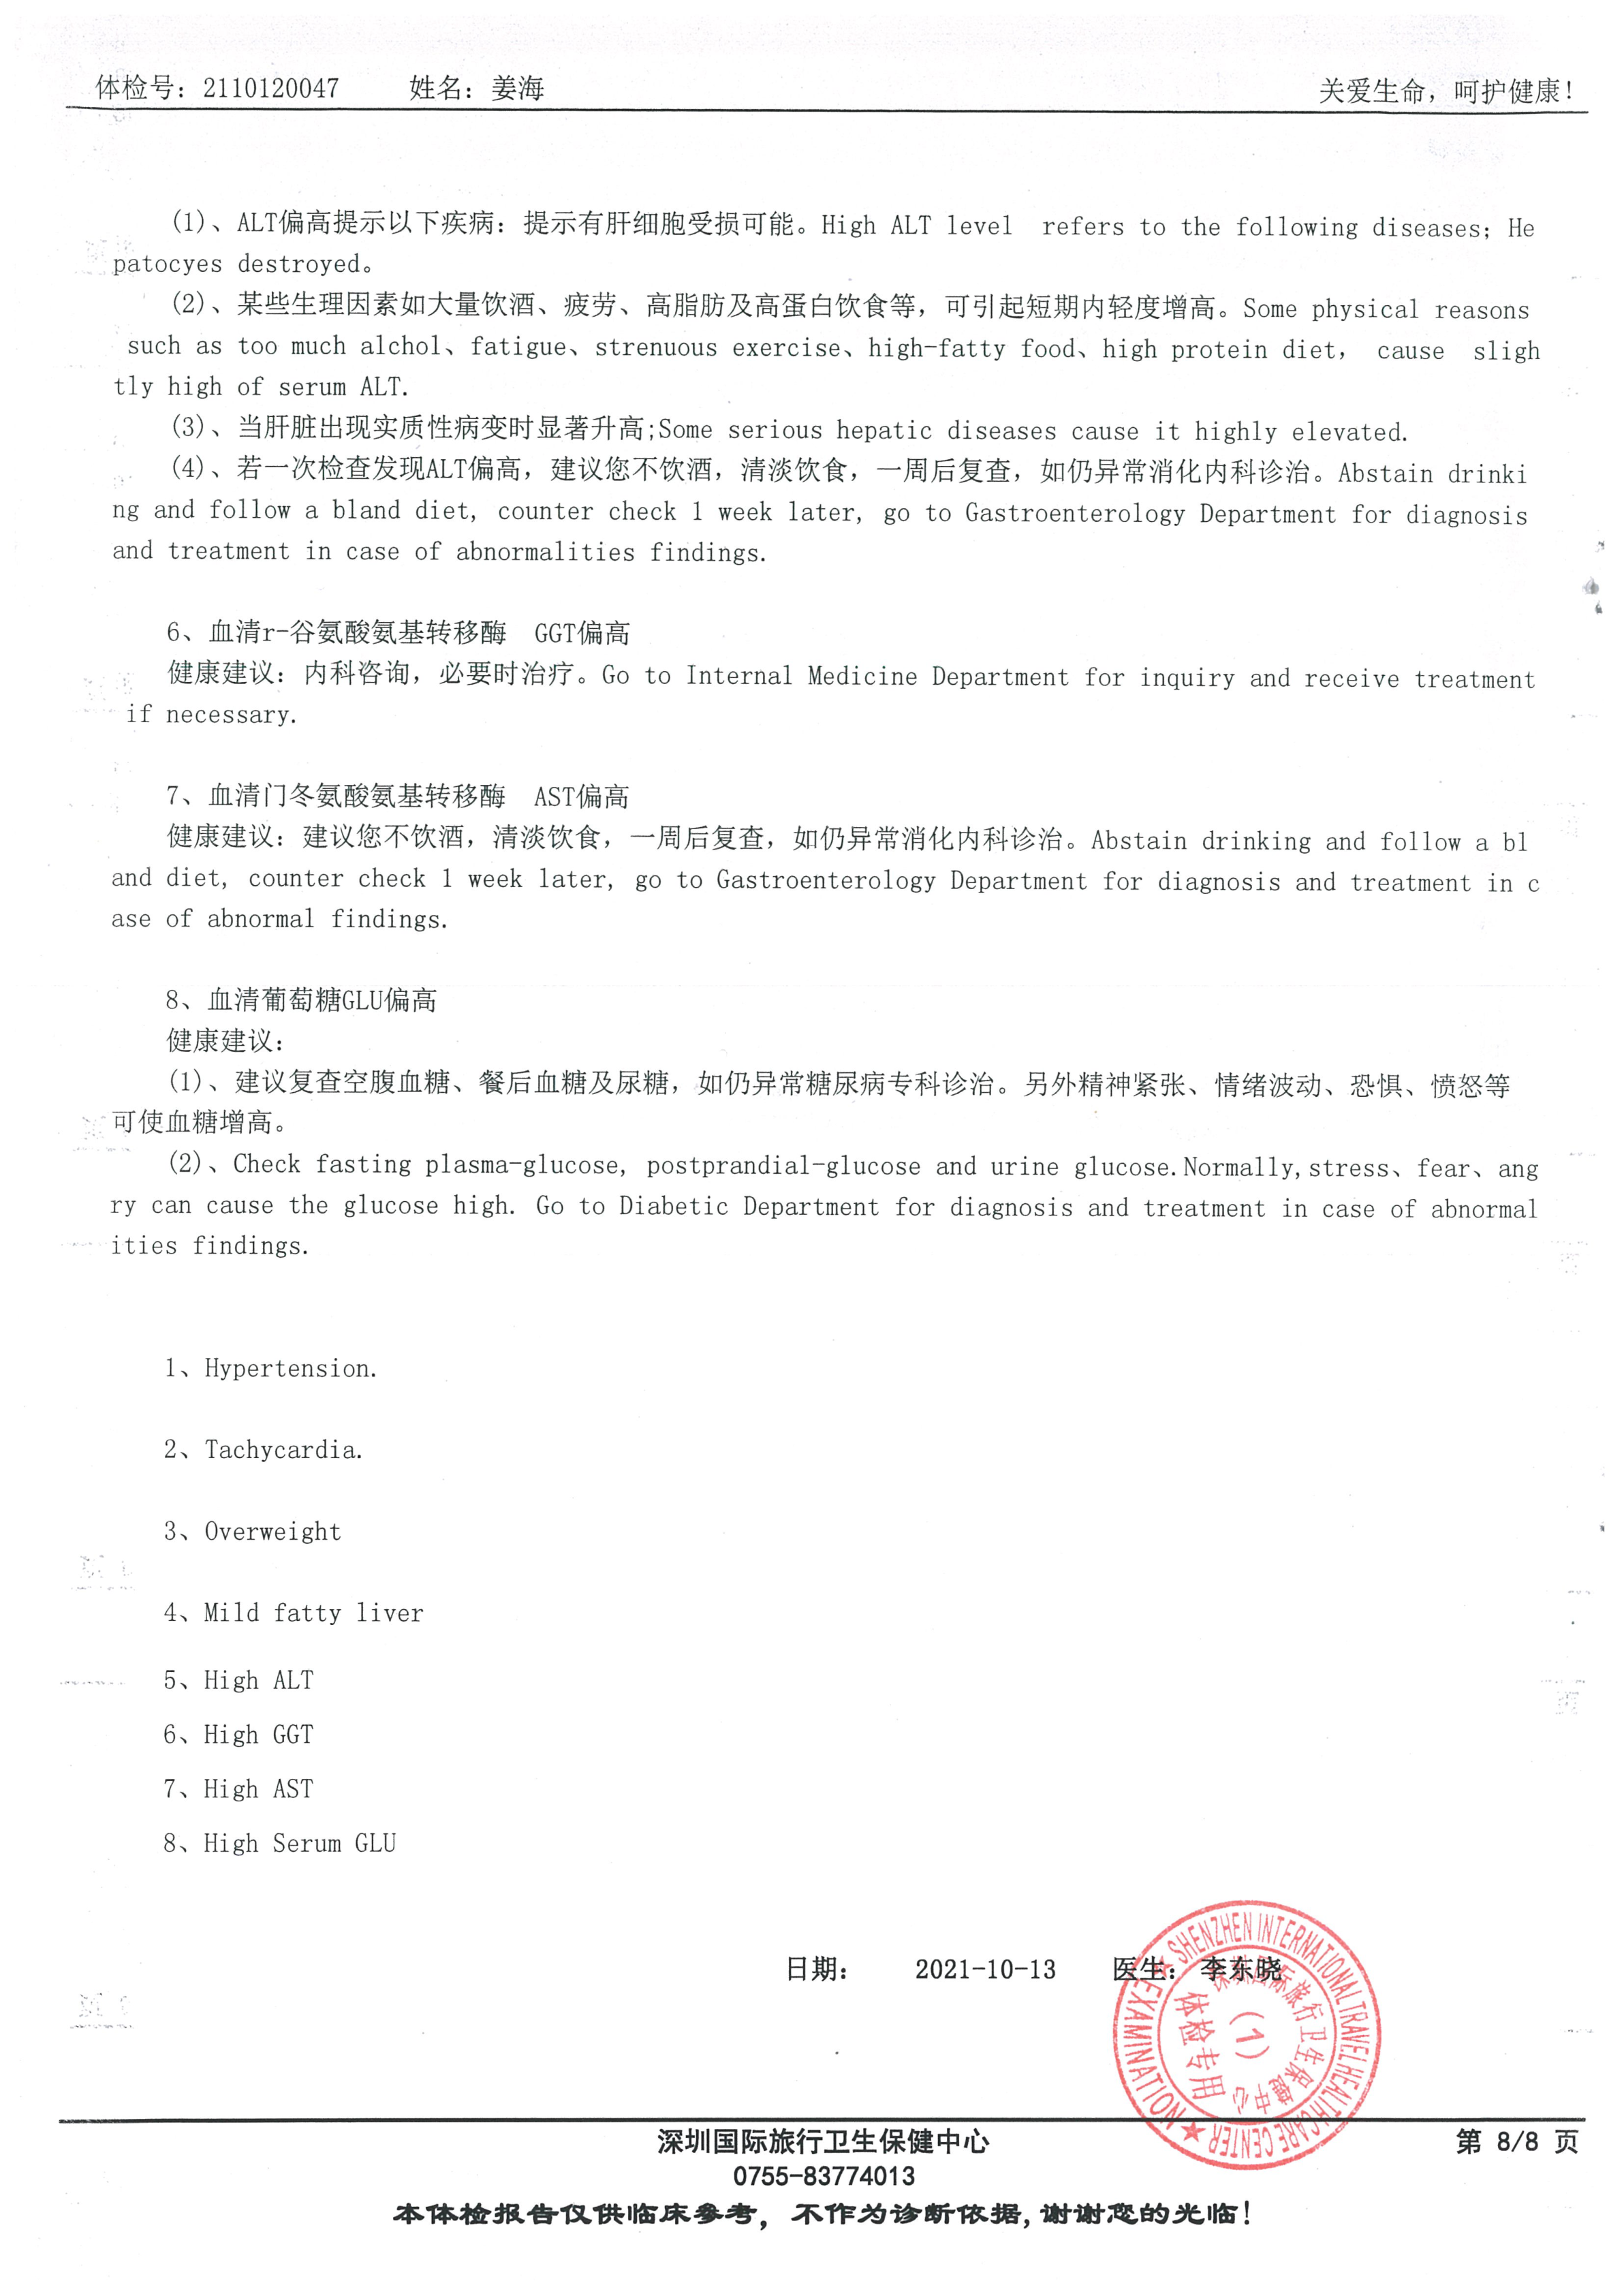 体检号：2110120047 姓名：姜海 关爱生命，呵护健康！
(1)、ALT偏高提示以下疾病：提示有肝细胞受损可能。High ALT level refers to the following diseases; He
patocyes destroyed。
(2)、某些生理因素如大量饮酒、疲劳、高脂肪及高蛋白饮食等，可引起短期内轻度增高。Some physical reasons
such as too much alchol、fatigue、strenuous exercise、high-fatty food、high protein diet， cause sligh
tly high of serum ALT.
(3)、当肝脏出现实质性病变时显著升高;Some serious hepatic diseases cause it highly elevated.
(4)、若一次检查发现ALT偏高，建议您不饮酒，清淡饮食，一周后复查，如仍异常消化内科诊治。Abstain drinki
ng and follow a bland diet, counter check 1 week later, go to Gastroenterology Department for diagnosis
and treatment in case of abnormalities findings.
6、血清r-谷氨酸氨基转移酶 GGT偏高
健康建议：内科咨询，必要时治疗。Go to Internal Medicine Department for inquiry and receive treatment
if necessary.
7、血清门冬氨酸氨基转移酶 AST偏高
健康建议：建议您不饮酒，清淡饮食，一周后复查，如仍异常消化内科诊治。Abstain drinking and follow a bl
and diet, counter check 1 week later, go to Gastroenterology Department for diagnosis and treatment in c
ase of abnormal findings.
8、血清葡萄糖GLU偏高
健康建议：
(1)、建议复查空腹血糖、餐后血糖及尿糖，如仍异常糖尿病专科诊治。另外精神紧张、情绪波动、恐惧、愤怒等
可使血糖增高。
(2)、Check fasting plasma-glucose, postprandial-glucose and urine glucose.Normally,stress、fear、ang
ry can cause the glucose high. Go to Diabetic Department for diagnosis and treatment in case of abnormal
ities findings.
1、Hypertension.
2、Tachycardia.
3、Overweight
4、Mild fatty liver
5、High ALT
6、High GGT
7、High AST
8、High Serum GLU
日期： 2021-10-13 医生：李东晓
SHENZHEN INTERNATIONAL TRAVEL HEALTHCARE CENTER
EXAMINATION
深圳国际旅行卫生保健中心
体检专用
(1)
深圳国际旅行卫生保健中心 第 8/8 页
0755-83774013
本体检报告仅供临床参考，不作为诊断依据,谢谢您的光临！